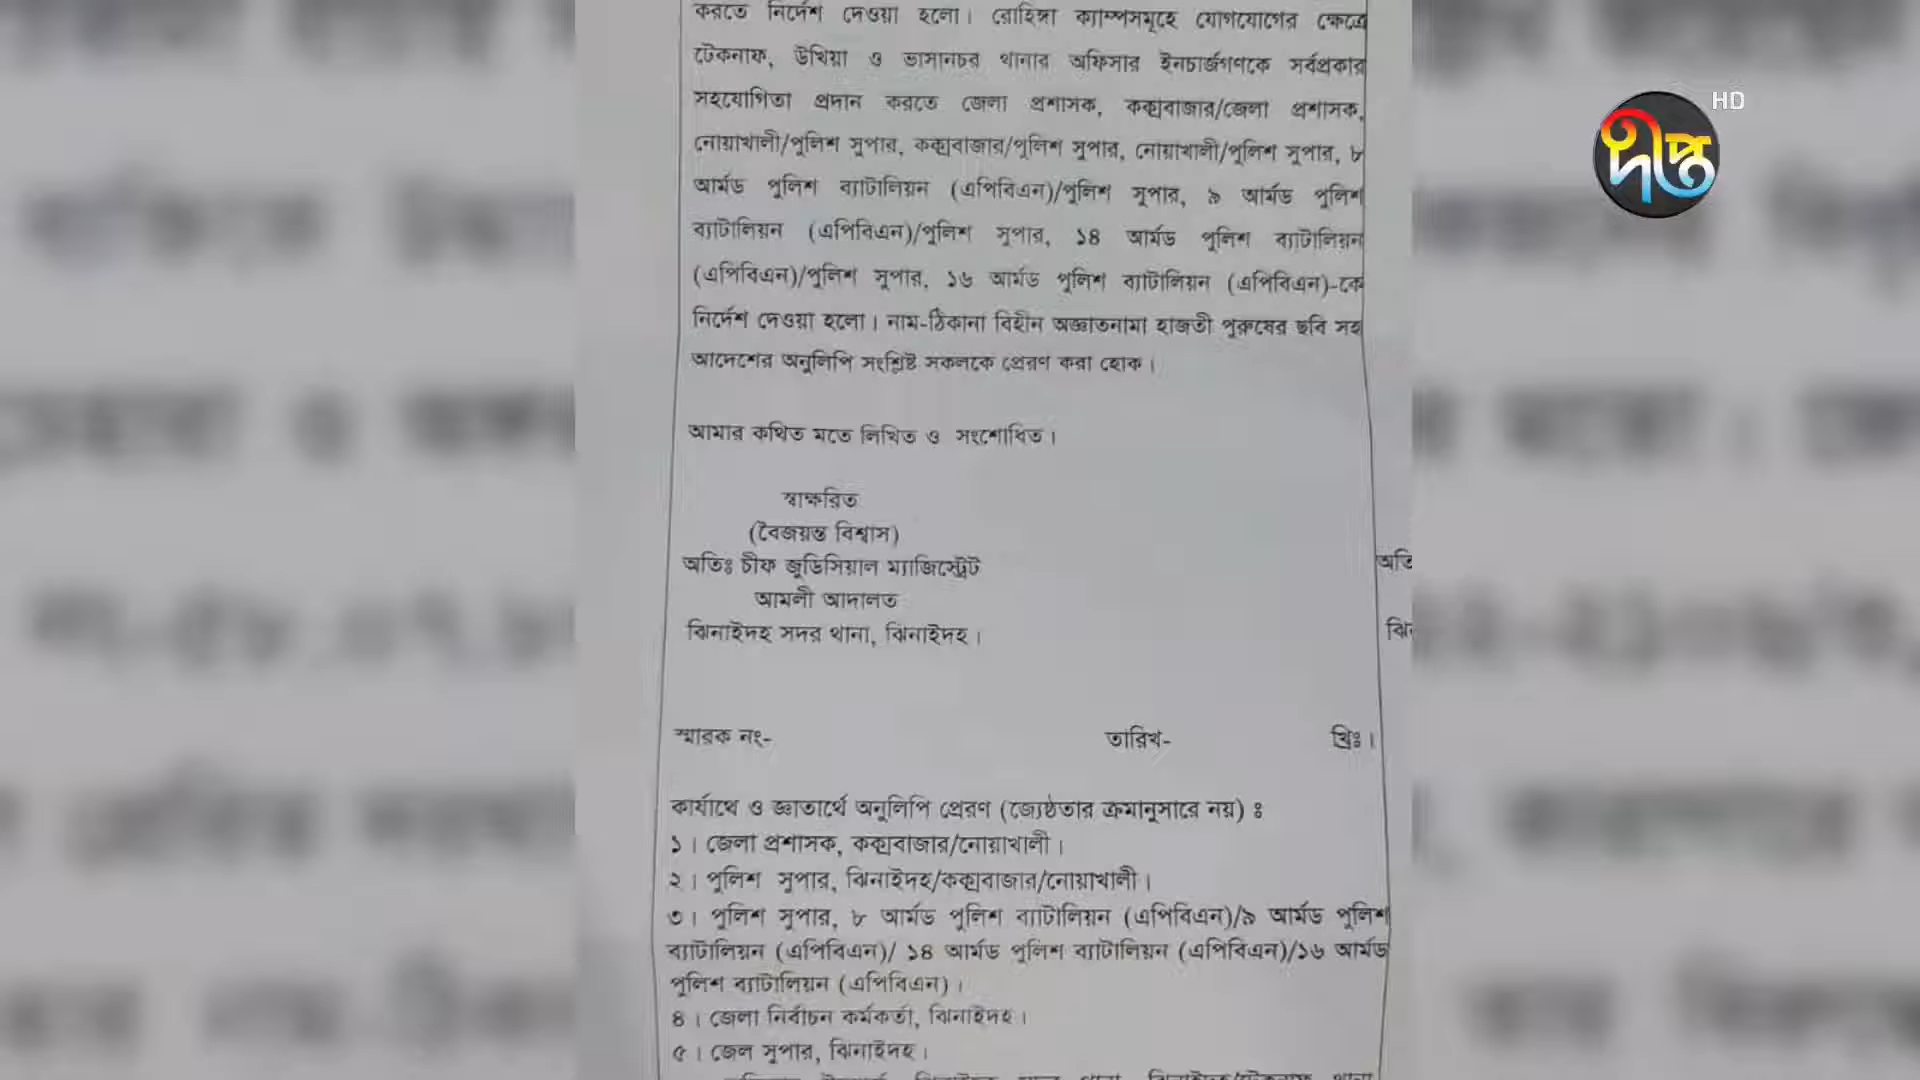 করতে নির্দেশ দেওয়া হলো। রোহিঙ্গা ক্যাম্পসমূহে যোগযোগের ক্ষেত্রে
টেকনাফ, উখিয়া ও ভাসানচর থানার অফিসার ইনচার্জগণকে সর্বপ্রকার
সহযোগিতা প্রদান করতে জেলা প্রশাসক, কক্সবাজার/জেলা প্রশাসক,
নোয়াখালী/পুলিশ সুপার, কক্সবাজার/পুলিশ সুপার, নোয়াখালী/পুলিশ সুপার, ৮
আর্মড পুলিশ ব্যাটালিয়ন (এপিবিএন)/পুলিশ সুপার, ৯ আর্মড পুলিশ
ব্যাটালিয়ন (এপিবিএন)/পুলিশ সুপার, ১৪ আর্মড পুলিশ ব্যাটালিয়ন
(এপিবিএন)/পুলিশ সুপার, ১৬ আর্মড পুলিশ ব্যাটালিয়ন (এপিবিএন)-কে
নির্দেশ দেওয়া হলো। নাম-ঠিকানা বিহীন অজ্ঞাতনামা হাজতী পুরুষের ছবি সহ
আদেশের অনুলিপি সংশ্লিষ্ট সকলকে প্রেরণ করা হোক।
আমার কথিত মতে লিখিত ও সংশোধিত।
স্বাক্ষরিত
(বৈজয়ন্ত বিশ্বাস)
অতিঃ চীফ জুডিসিয়াল ম্যাজিস্ট্রেট
আমলী আদালত
ঝিনাইদহ সদর থানা, ঝিনাইদহ।
অতি
ঝি
স্মারক নং- তারিখ- খ্রিঃ।
কার্যাথে ও জ্ঞাতার্থে অনুলিপি প্রেরণ (জ্যেষ্ঠতার ক্রমানুসারে নয়) ঃ
১। জেলা প্রশাসক, কক্সবাজার/নোয়াখালী।
২। পুলিশ সুপার, ঝিনাইদহ/কক্সবাজার/নোয়াখালী।
৩। পুলিশ সুপার, ৮ আর্মড পুলিশ ব্যাটালিয়ন (এপিবিএন)/৯ আর্মড পুলিশ
ব্যাটালিয়ন (এপিবিএন)/ ১৪ আর্মড পুলিশ ব্যাটালিয়ন (এপিবিএন)/১৬ আর্মড
পুলিশ ব্যাটালিয়ন (এপিবিএন)।
৪। জেলা নির্বাচন কর্মকর্তা, ঝিনাইদহ।
৫। জেল সুপার, ঝিনাইদহ।
দীপ্ত HD